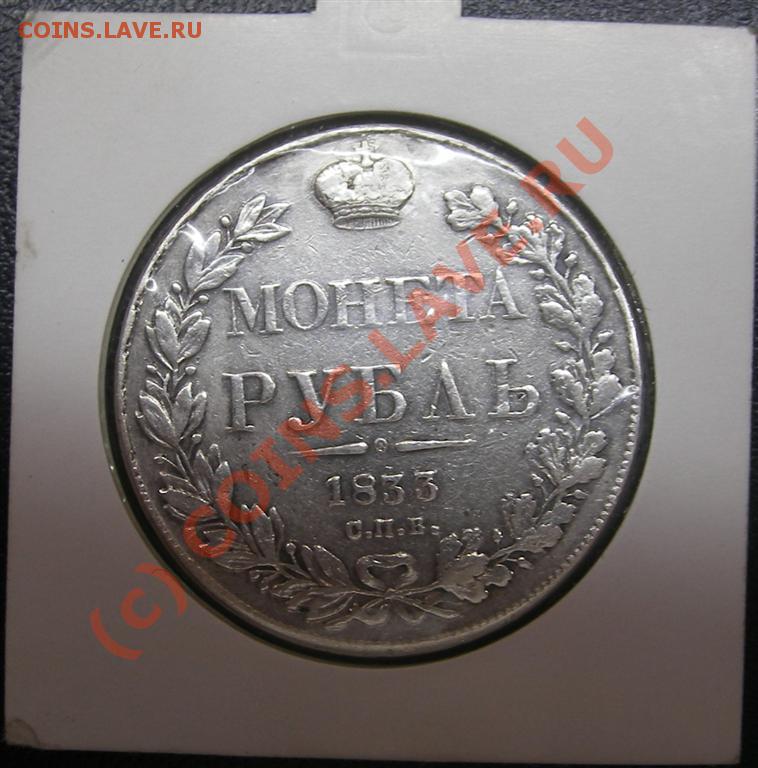 COINS.LAVE.RU
МОНЕТА
РУБЛЬ
1833
С.П.Б:
(c) COINS.LAVE.RU